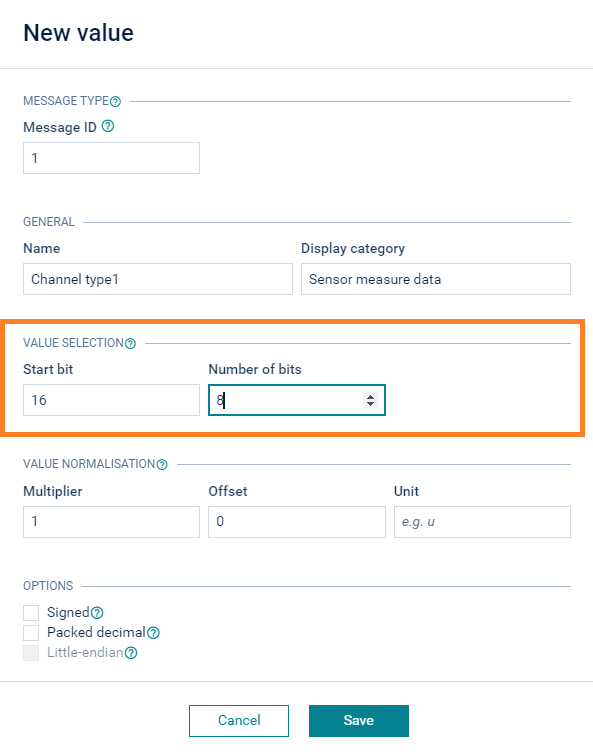 New value
MESSAGE TYPE?
Message ID ?
1
GENERAL
Name Display category
Channel type1 Sensor measure data
VALUE SELECTION?
Start bit Number of bits
16 8
VALUE NORMALISATION?
Multiplier Offset Unit
1 0 e.g. u
OPTIONS
Signed?
Packed decimal?
Little-endian?
Cancel Save